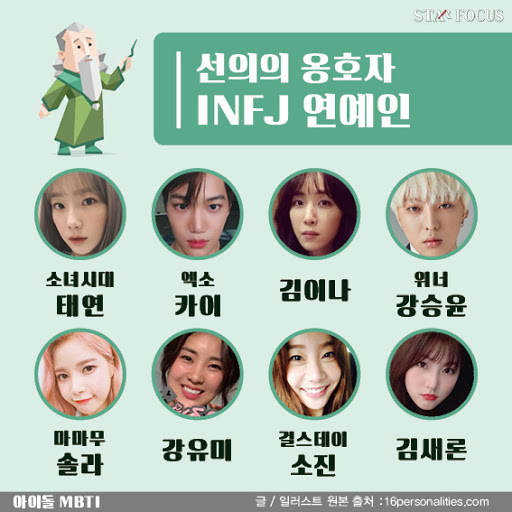 STAR FOCUS
선의의 옹호자
INFJ 연예인
소녀시대
태연
엑소
카이
김이나
위너
강승윤
마마무
솔라
강유미
걸스데이
소진
김새론
아이돌 MBTI
글 / 일러스트 원본 출처 :16personalities.com